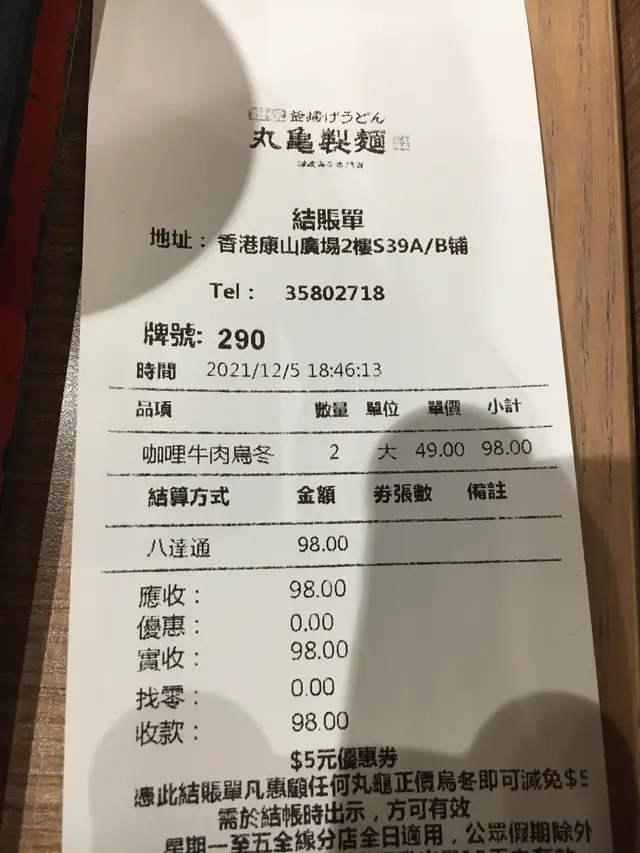 釜揚げうどん
丸亀製麵
結賬單
地址：香港康山廣場2樓S39A/B铺
Tel： 35802718
牌號: 290
時間 2021/12/5 18:46:13
品項 數量 單位 單價 小計
咖哩牛肉烏冬 2 大 49.00 98.00
結算方式 金額 券張數 備註
八達通 98.00
應收： 98.00
優惠： 0.00
實收： 98.00
找零： 0.00
收款： 98.00
$5元優惠券
憑此結賬單凡惠顧任何丸龜正價烏冬即可減免$5
需於結帳時出示，方可有效
星期一至五全線分店全日適用，公眾假期除外